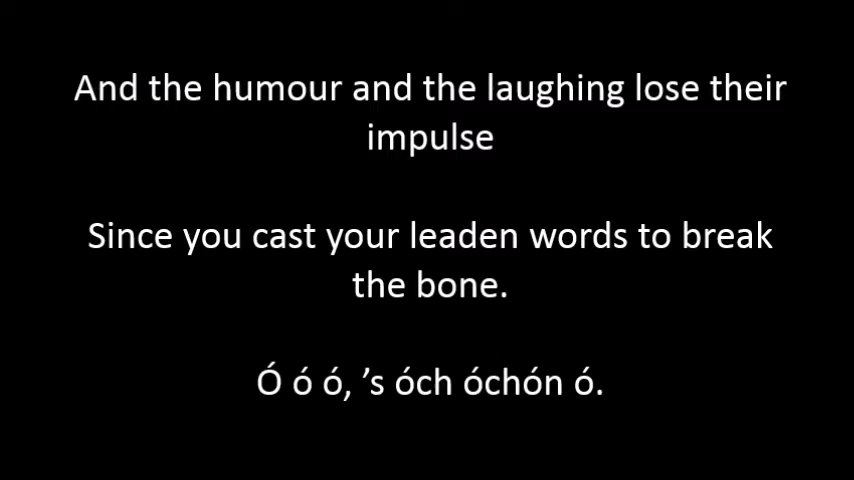 And the humour and the laughing lose their
impulse
Since you cast your leaden words to break
the bone.
Ó ó ó, ’s óch óchón ó.